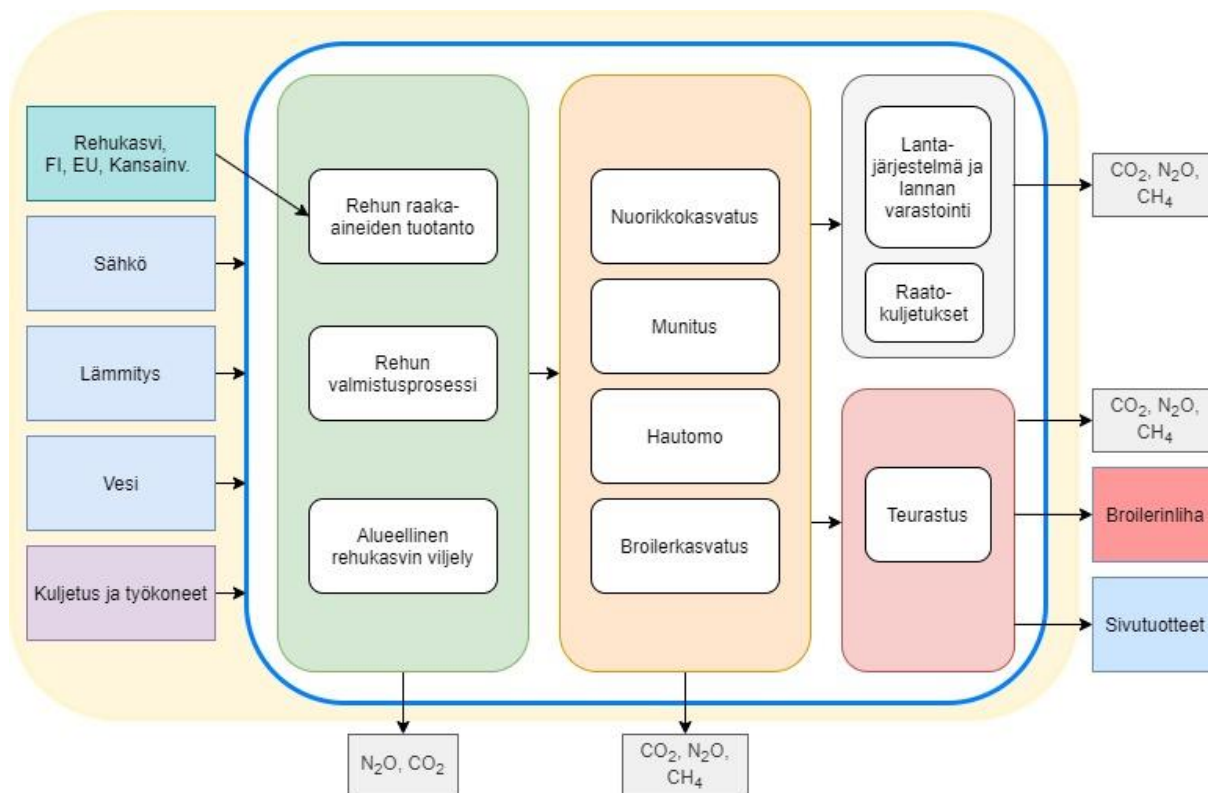 Rehukasvi,
FI, EU, Kansainv.
Sähkö
Lämmitys
Vesi
Kuljetus ja työkoneet
Rehun raaka-
aineiden tuotanto
Rehun
valmistusprosessi
Alueellinen
rehukasvin viljely
N₂O, CO₂
Nuorikkokasvatus
Munitus
Hautomo
Broilerkasvatus
CO₂, N₂O,
CH₄
Lanta-
järjestelmä ja
lannan
varastointi
Raato-
kuljetukset
CO₂, N₂O,
CH₄
Teurastus
CO₂, N₂O,
CH₄
Broilerinliha
Sivutuotteet